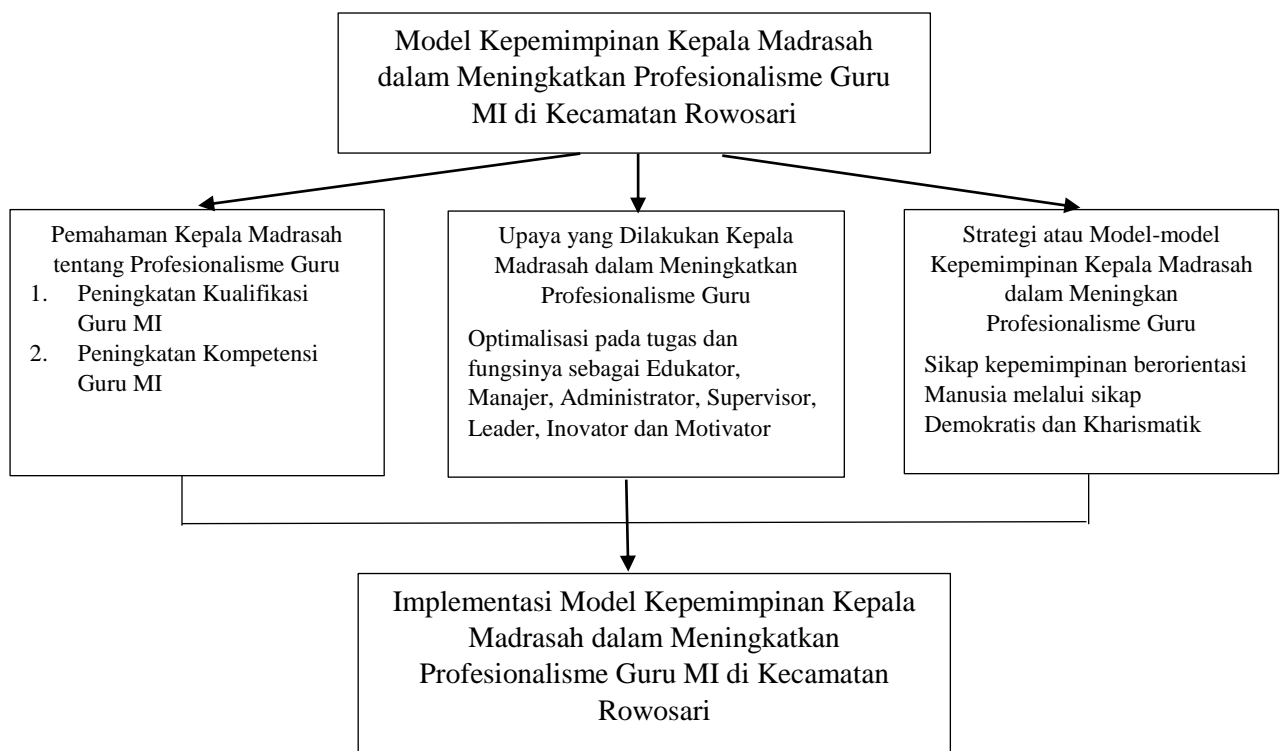 Model Kepemimpinan Kepala Madrasah
dalam Meningkatkan Profesionalisme Guru
MI di Kecamatan Rowosari
Pemahaman Kepala Madrasah
tentang Profesionalisme Guru
1. Peningkatan Kualifikasi
Guru MI
2. Peningkatan Kompetensi
Guru MI
Upaya yang Dilakukan Kepala
Madrasah dalam Meningkatkan
Profesionalisme Guru
Optimalisasi pada tugas dan
fungsinya sebagai Edukator,
Manajer, Administrator, Supervisor,
Leader, Inovator dan Motivator
Strategi atau Model-model
Kepemimpinan Kepala Madrasah
dalam Meningkan
Profesionalisme Guru
Sikap kepemimpinan berorientasi
Manusia melalui sikap
Demokratis dan Kharismatik
Implementasi Model Kepemimpinan Kepala
Madrasah dalam Meningkatkan
Profesionalisme Guru MI di Kecamatan
Rowosari